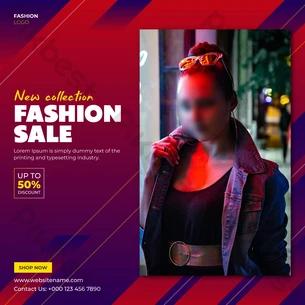 FASHION
LOGO
New collection
FASHION
SALE
Lorem Ipsum is simply dummy text of the
printing and typesetting industry.
UP TO
50%
DISCOUNT
SHOP NOW
www.websitename.com
Contact Us: +000 123 456 7890